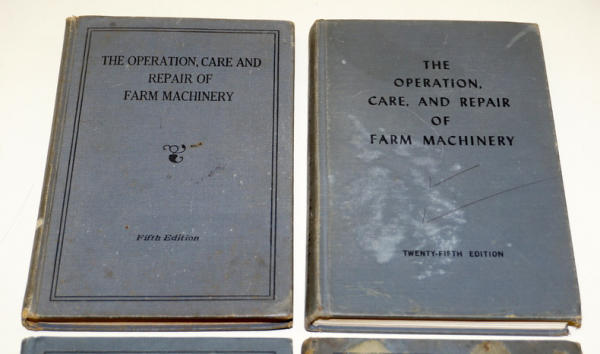 THE OPERATION, CARE AND
REPAIR OF
FARM MACHINERY
Fifth Edition
THE
OPERATION,
CARE, AND REPAIR
OF
FARM MACHINERY
TWENTY-FIFTH EDITION